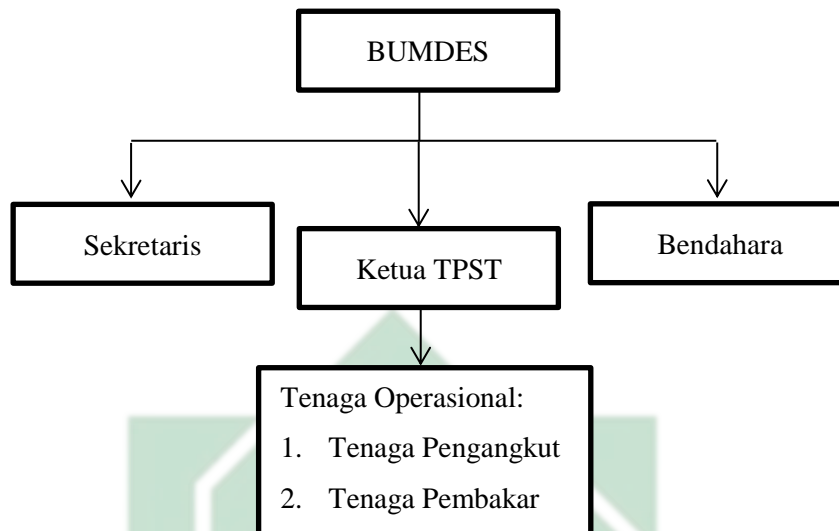 BUMDES
Sekretaris
Ketua TPST
Bendahara
Tenaga Operasional:
1. Tenaga Pengangkut
2. Tenaga Pembakar